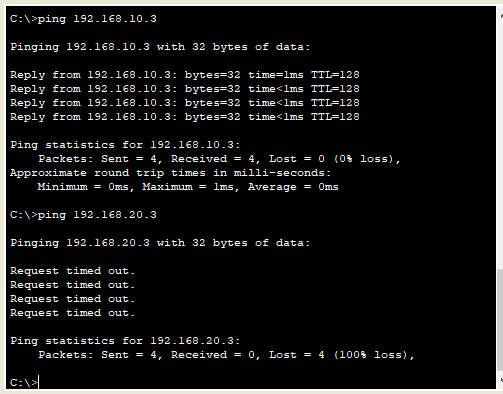 C:\>ping 192.168.10.3
Pinging 192.168.10.3 with 32 bytes of data:
Reply from 192.168.10.3: bytes=32 time=1ms TTL=128
Reply from 192.168.10.3: bytes=32 time<1ms TTL=128
Reply from 192.168.10.3: bytes=32 time<1ms TTL=128
Reply from 192.168.10.3: bytes=32 time<1ms TTL=128
Ping statistics for 192.168.10.3:
    Packets: Sent = 4, Received = 4, Lost = 0 (0% loss),
Approximate round trip times in milli-seconds:
    Minimum = 0ms, Maximum = 1ms, Average = 0ms
C:\>ping 192.168.20.3
Pinging 192.168.20.3 with 32 bytes of data:
Request timed out.
Request timed out.
Request timed out.
Request timed out.
Ping statistics for 192.168.20.3:
    Packets: Sent = 4, Received = 0, Lost = 4 (100% loss),
C:\>